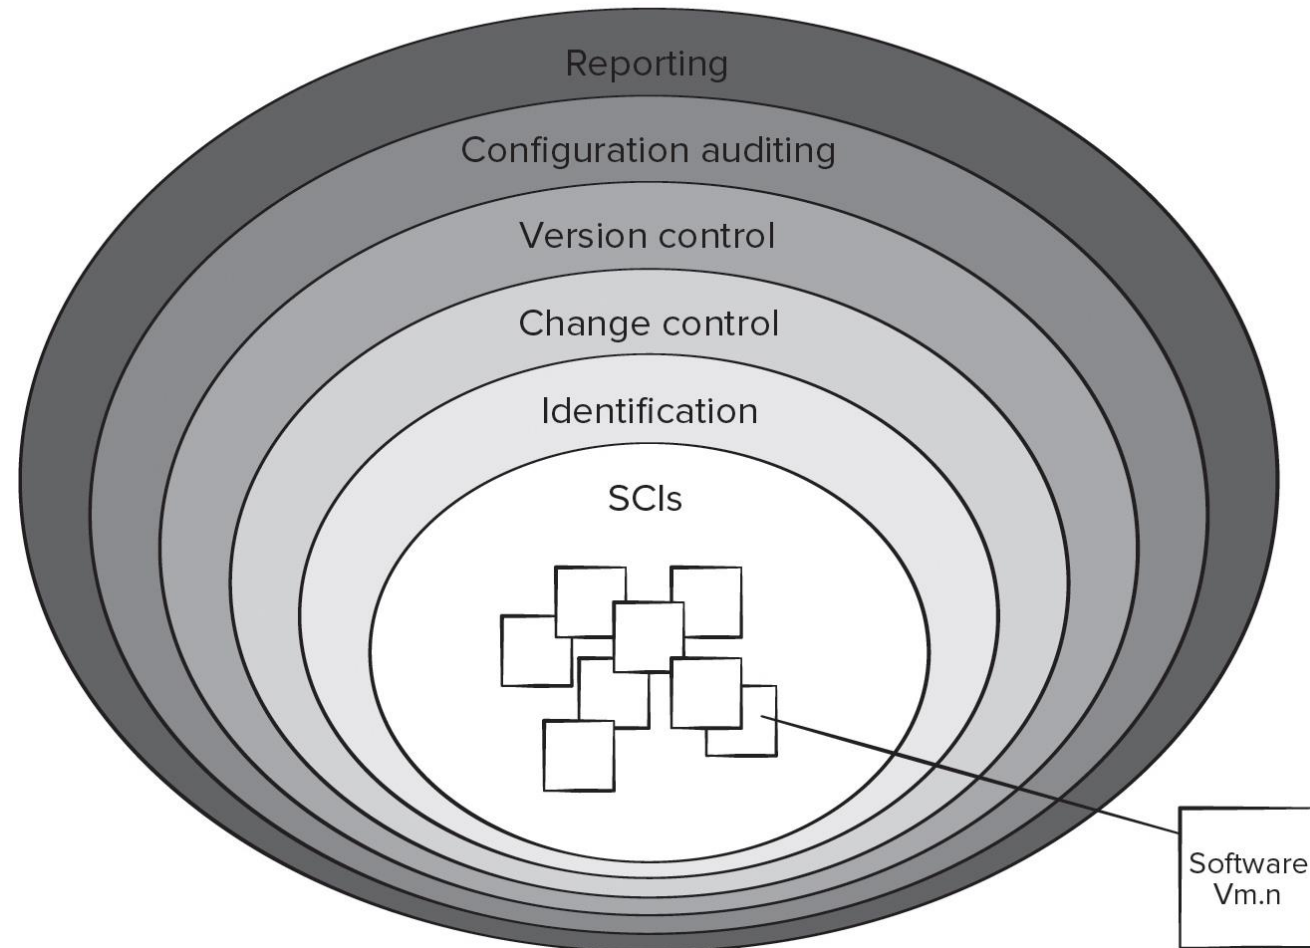 Reporting
Configuration auditing
Version control
Change control
Identification
SCIs
Software
Vm.n